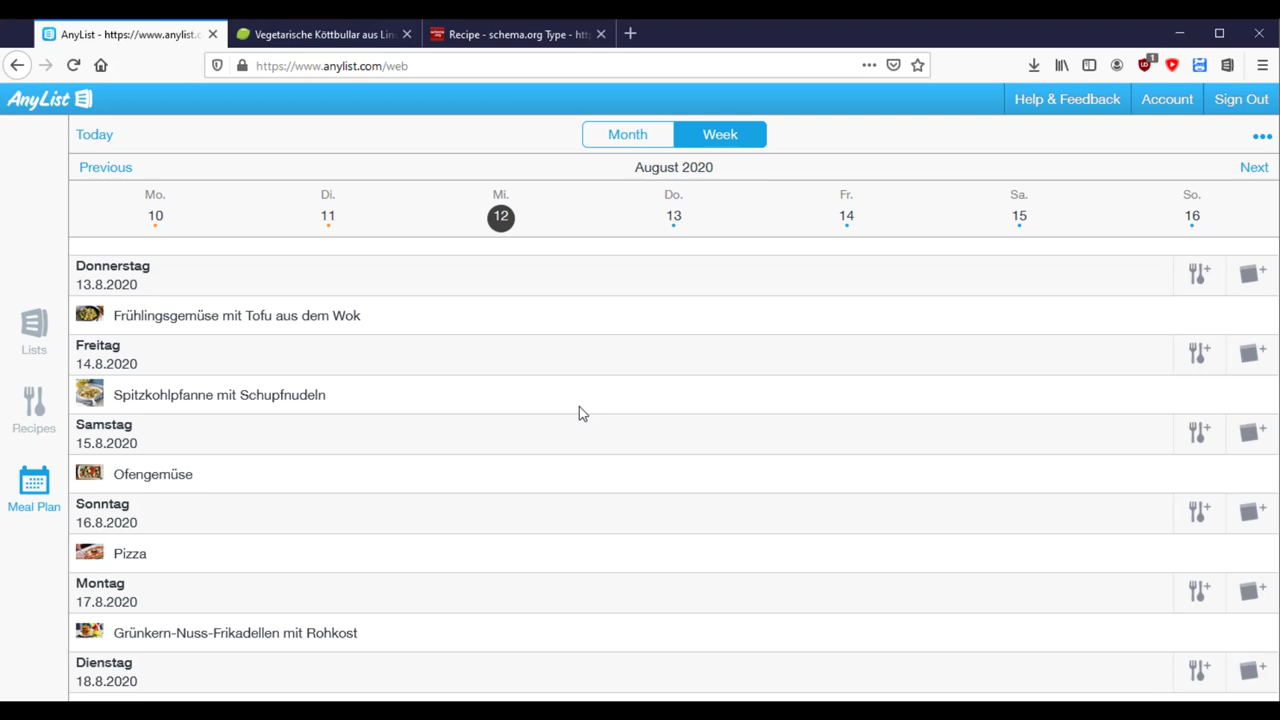 AnyList - https://www.anylist.c
Vegetarische Köttbullar aus Lins
Recipe - schema.org Type - htt
https://www.anylist.com/web
1
AnyList
Help & Feedback
Account
Sign Out
Today
Month
Week
Previous
August 2020
Next
Mo.
Di.
Mi.
Do.
Fr.
Sa.
So.
10
11
12
13
14
15
16
Donnerstag
13.8.2020
Frühlingsgemüse mit Tofu aus dem Wok
Freitag
14.8.2020
Spitzkohlpfanne mit Schupfnudeln
Samstag
15.8.2020
Ofengemüse
Sonntag
16.8.2020
Pizza
Montag
17.8.2020
Grünkern-Nuss-Frikadellen mit Rohkost
Dienstag
18.8.2020
Lists
Recipes
Meal Plan